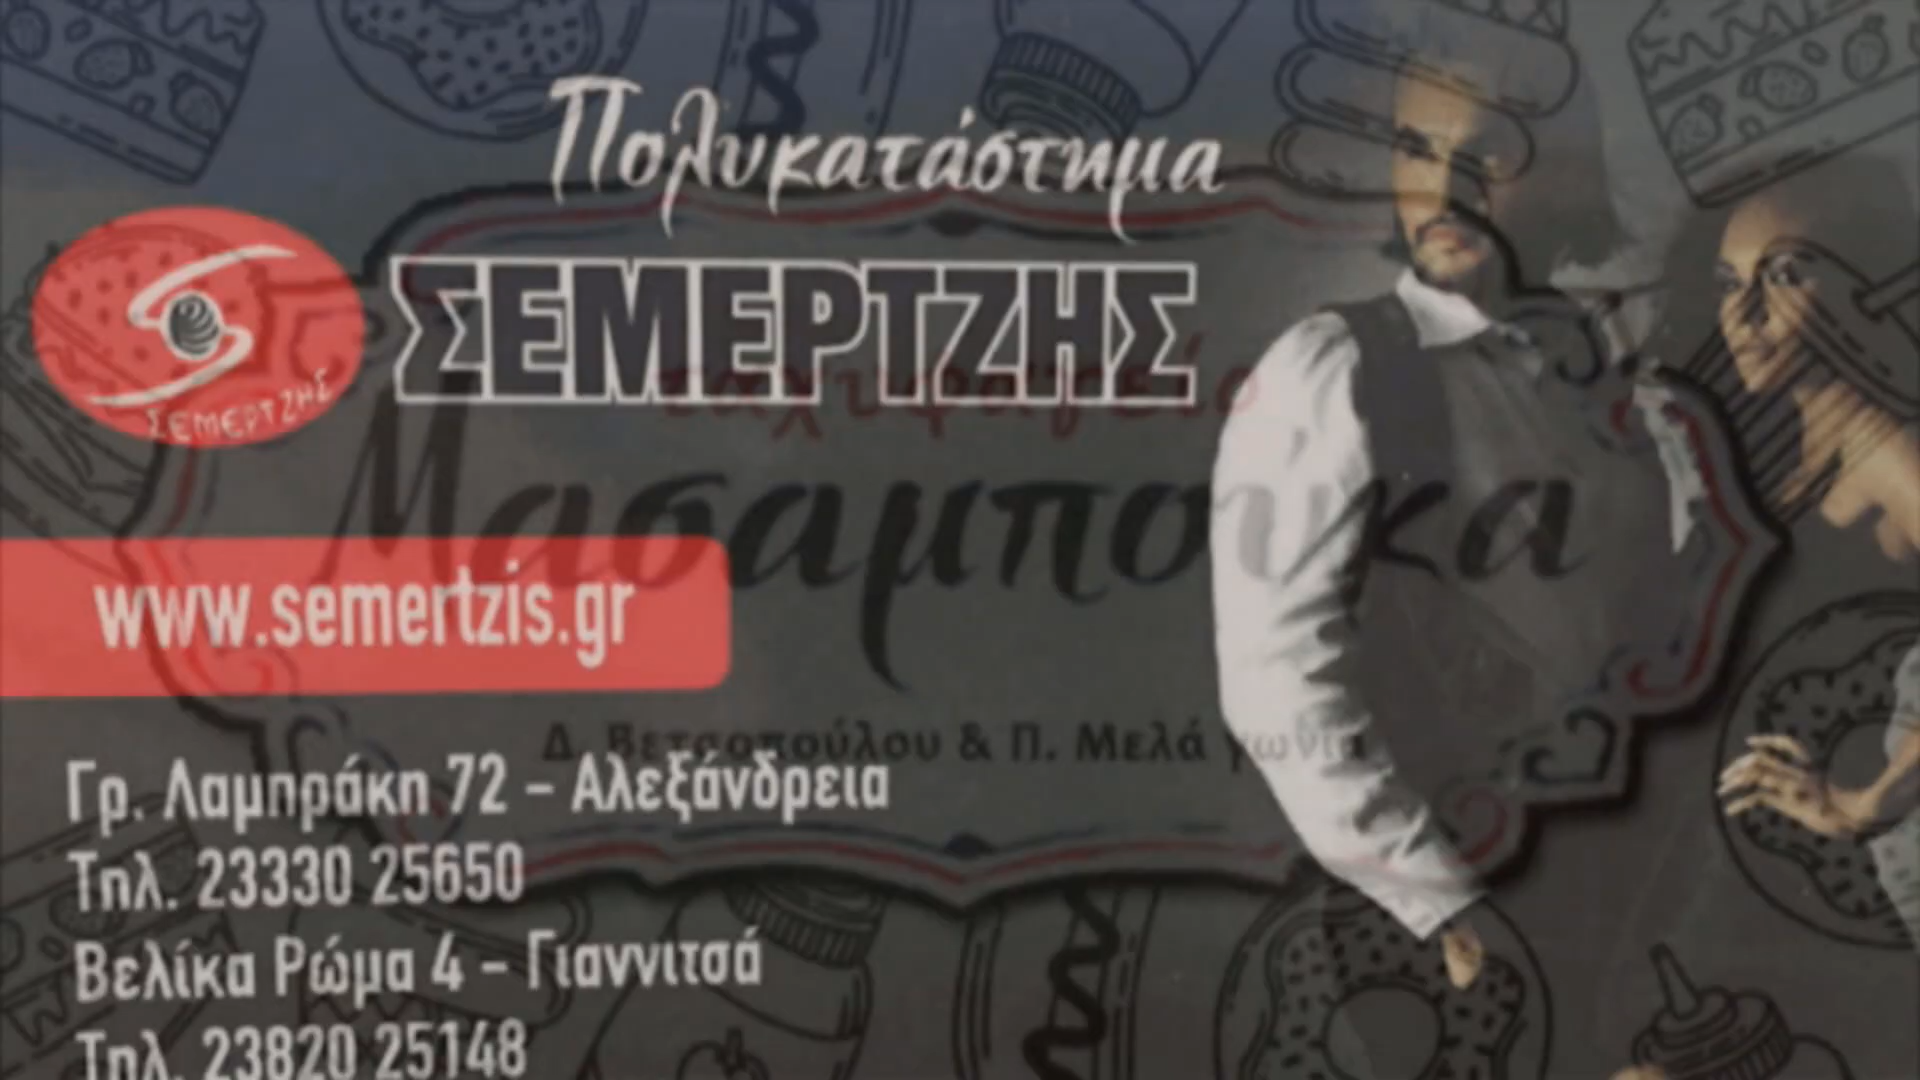 Πολυκατάστημα
ΣΕΜΕΡΤΖΗΣ
ΣΕΜΕΡΤΖΗΣ
ταχυφαγείο
Μασαμπούκα
www.semertzis.gr
Δ. Βετσοπούλου & Π. Μελά γωνία
Γρ. Λαμπράκη 72 – Αλεξάνδρεια
Τηλ. 23330 25650
Βελίκα Ρώμα 4 – Γιαννιτσά
Τηλ. 23820 25148